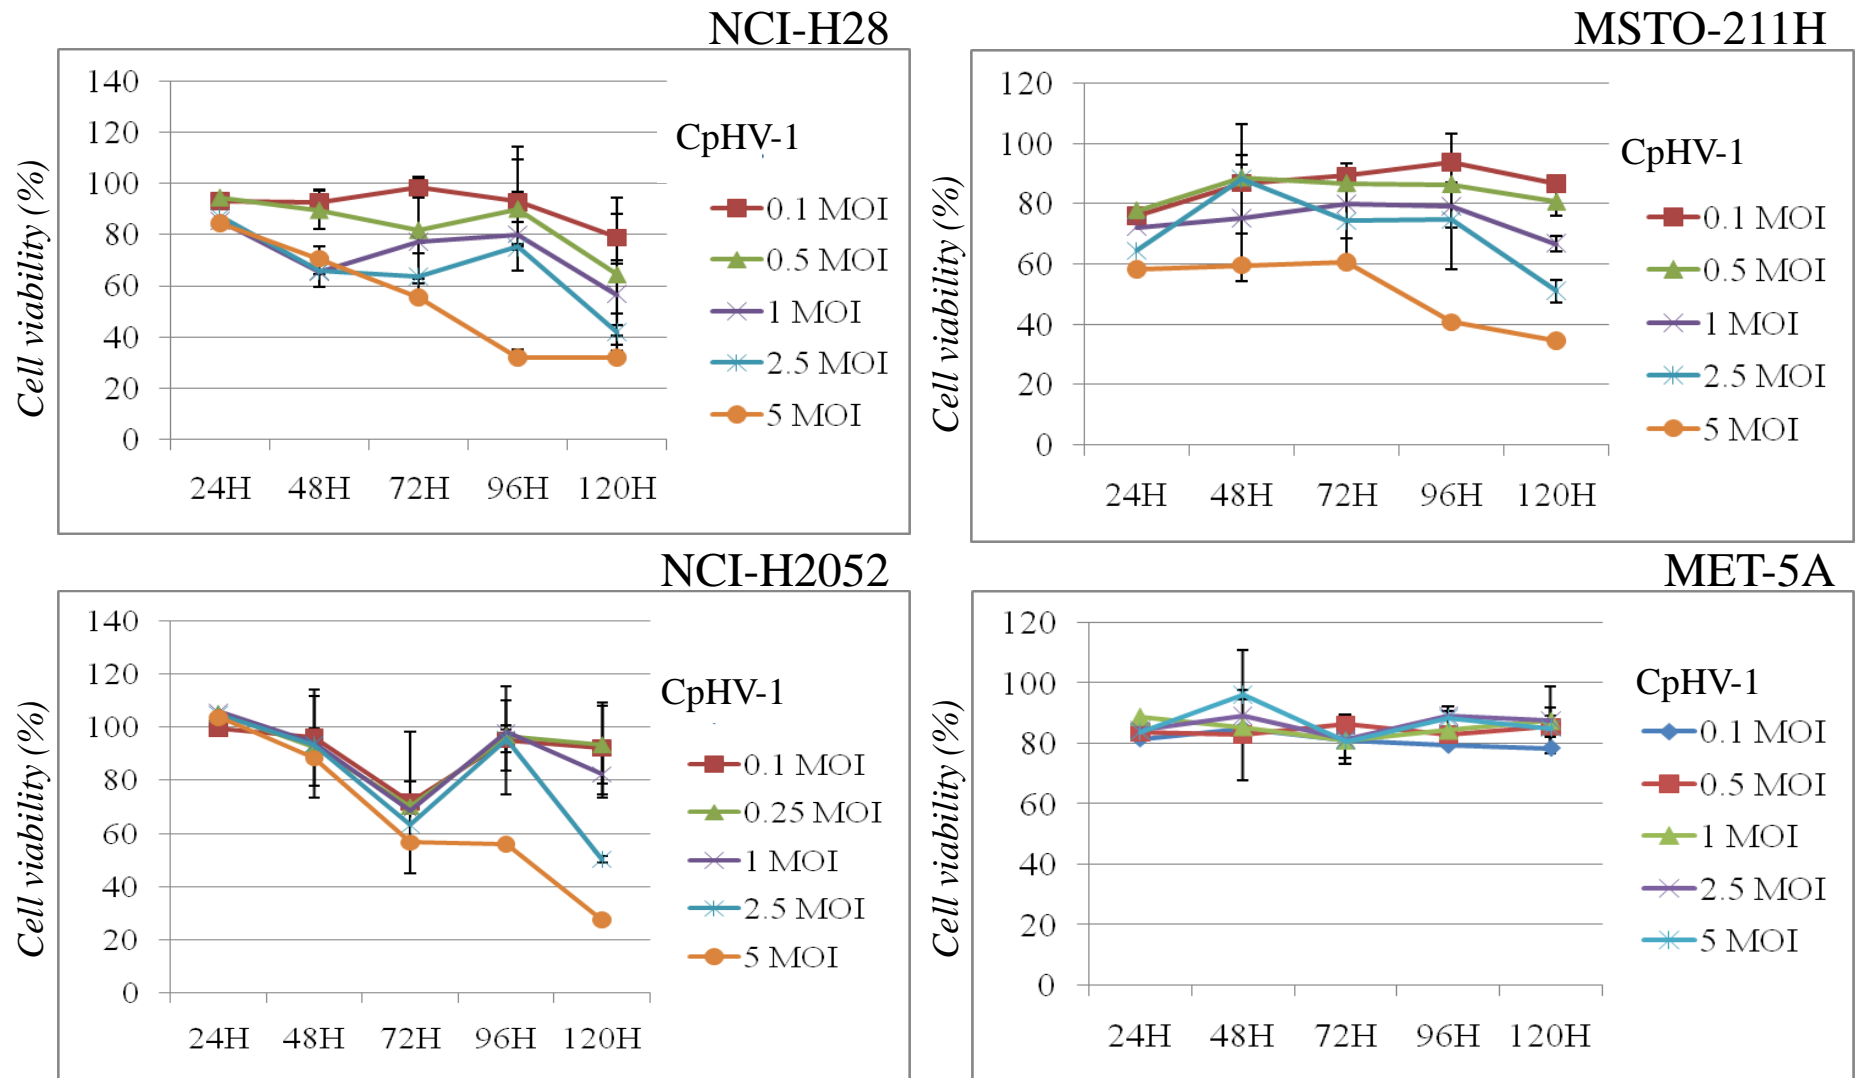 NCI-H28
Cell viability (%)
140
120
100
80
60
40
20
0
24H 48H 72H 96H 120H
CpHV-1
0.1 MOI
0.5 MOI
1 MOI
2.5 MOI
5 MOI
MSTO-211H
Cell viability (%)
120
100
80
60
40
20
0
24H 48H 72H 96H 120H
CpHV-1
0.1 MOI
0.5 MOI
1 MOI
2.5 MOI
5 MOI
NCI-H2052
Cell viability (%)
140
120
100
80
60
40
20
0
24H 48H 72H 96H 120H
CpHV-1
0.1 MOI
0.25 MOI
1 MOI
2.5 MOI
5 MOI
MET-5A
Cell viability (%)
120
100
80
60
40
20
0
24H 48H 72H 96H 120H
CpHV-1
0.1 MOI
0.5 MOI
1 MOI
2.5 MOI
5 MOI